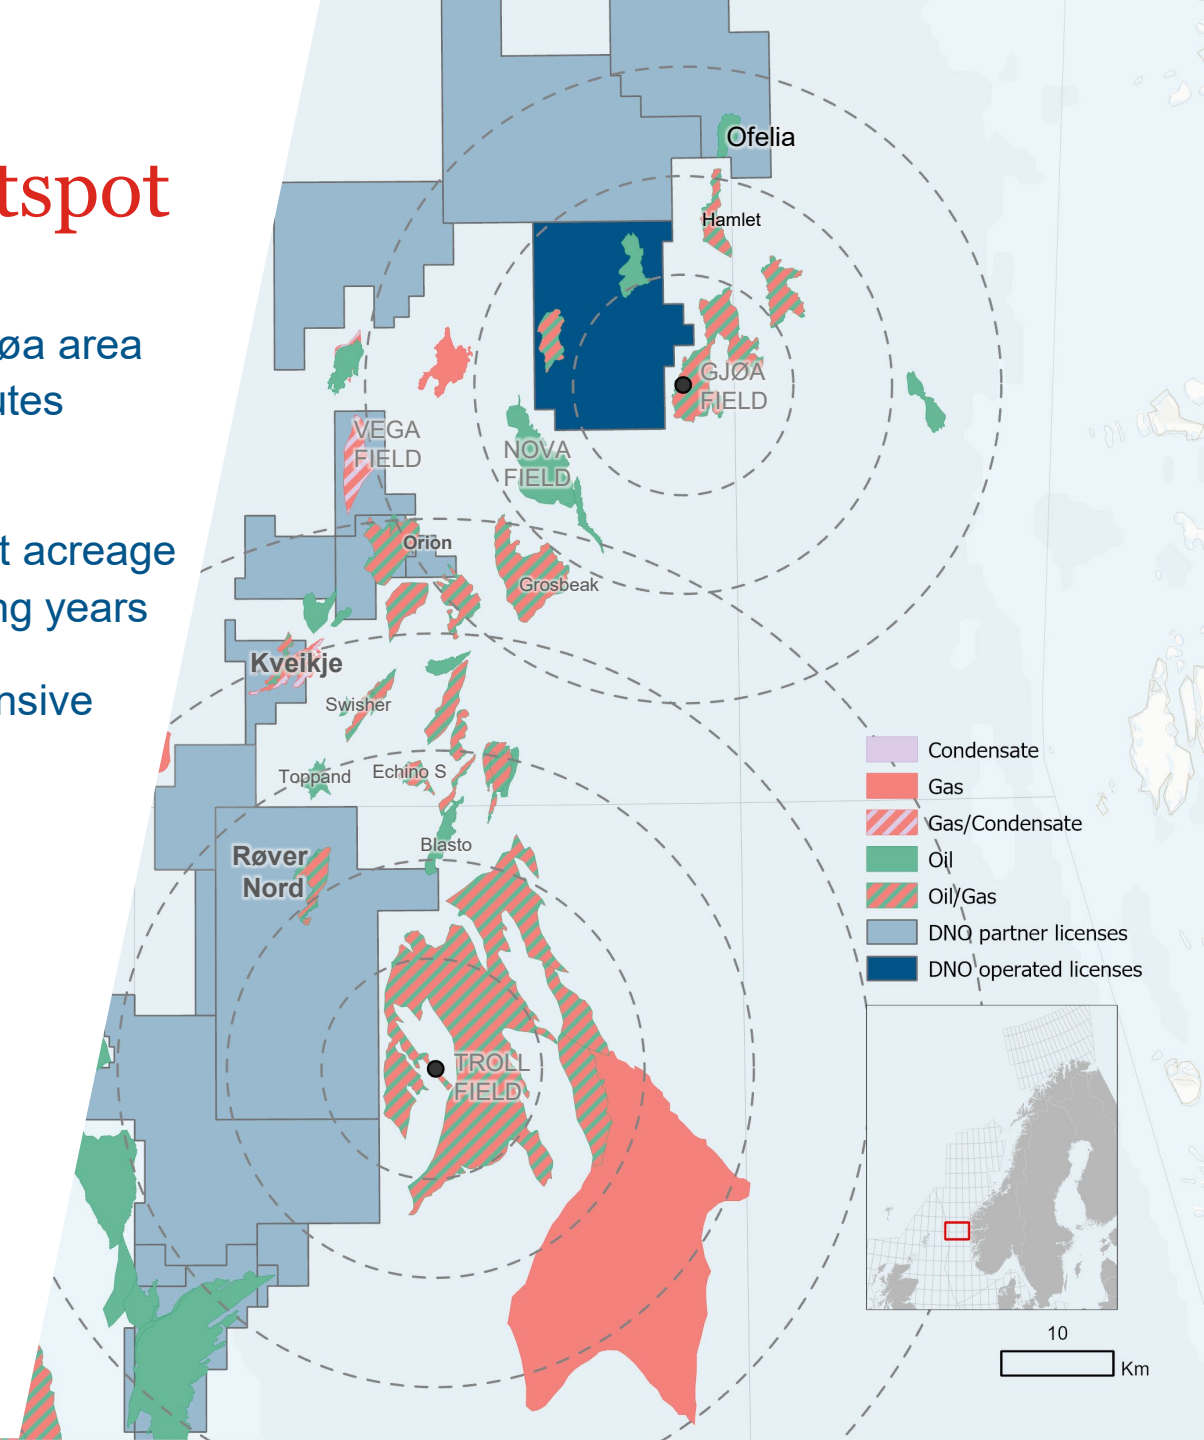 tspot
øa area
utes
t acreage
ng years
nsive
Ofelia
Hamlet
GJØA
FIELD
VEGA
FIELD
NOVA
FIELD
Orion
Grosbeak
Kveikje
Swisher
Toppand
Echino S
Blasto
Røver
Nord
TROLL
FIELD
Condensate
Gas
Gas/Condensate
Oil
Oil/Gas
DNO partner licenses
DNO operated licenses
10
Km